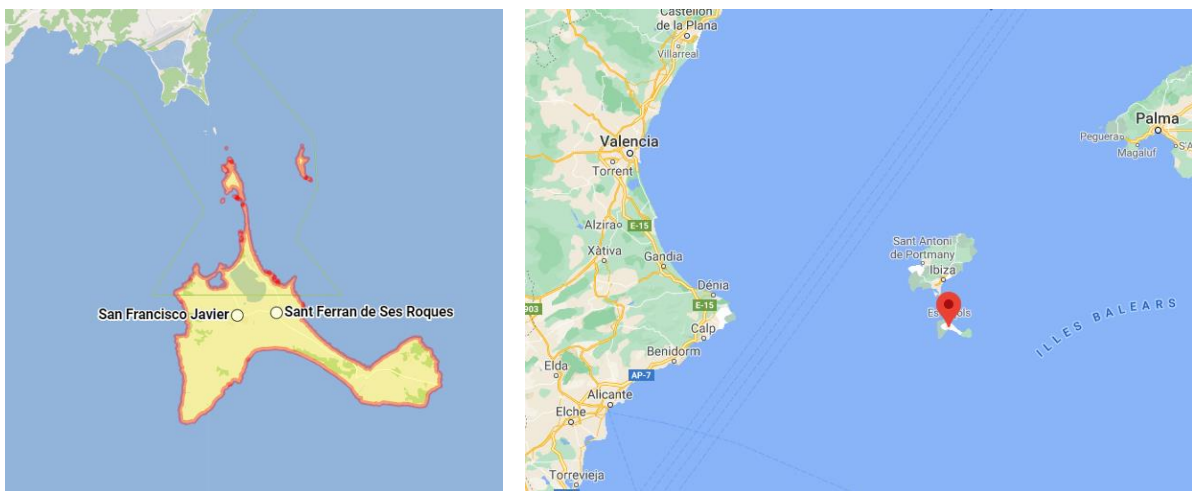 San Francisco Javier
Sant Ferran de Ses Roques
Castellón
de la Plana
Villarreal
Valencia
Torrent
Alzira
E-15
Xàtiva
Gandia
Dénia
E-15
903
Calp
Benidorm
Elda
AP-7
Alicante
Elche
Torrevieja
Palma
Peguera
Magaluf
S'A
Sant Antoni
de Portmany
Ibiza
ILLES BALEARS